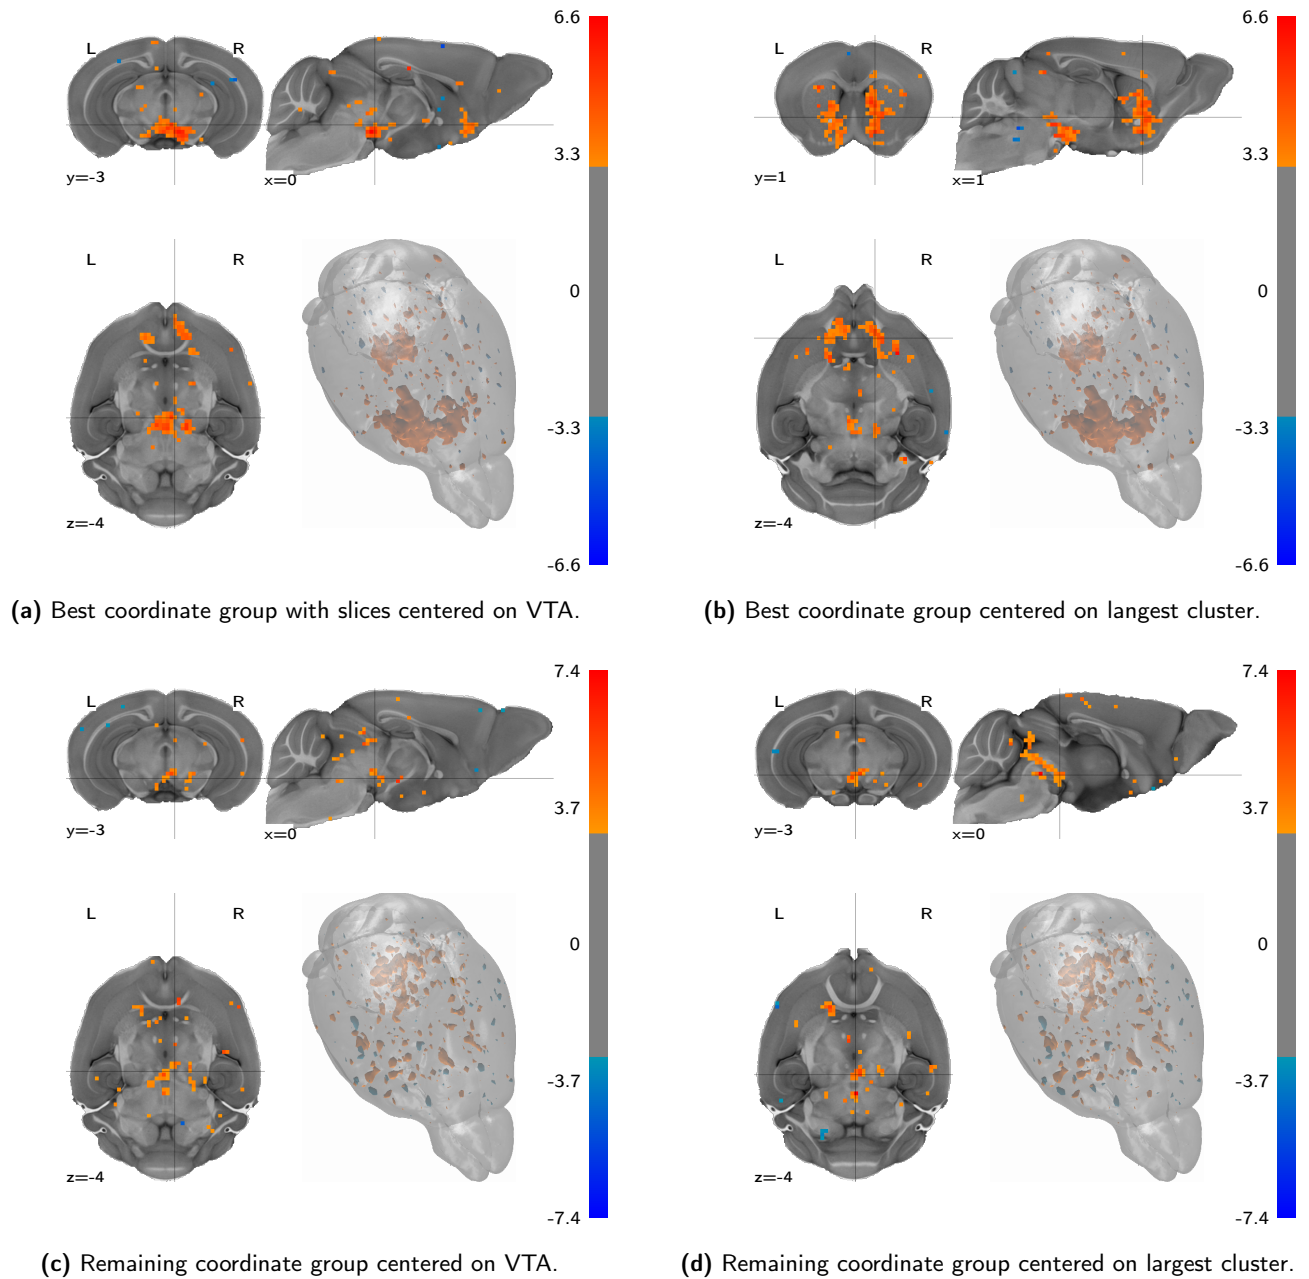 6.6
L
R
3.3
y=-3
x=0
L
R
0
-3.3
z=-4
-6.6
(a) Best coordinate group with slices centered on VTA.
6.6
L
R
3.3
y=1
x=1
L
R
0
-3.3
z=-4
-6.6
(b) Best coordinate group centered on langest cluster.
7.4
L
R
3.7
y=-3
x=0
L
R
0
-3.7
z=-4
-7.4
(c) Remaining coordinate group centered on VTA.
7.4
L
R
3.7
y=-3
x=0
L
R
0
-3.7
z=-4
-7.4
(d) Remaining coordinate group centered on largest cluster.